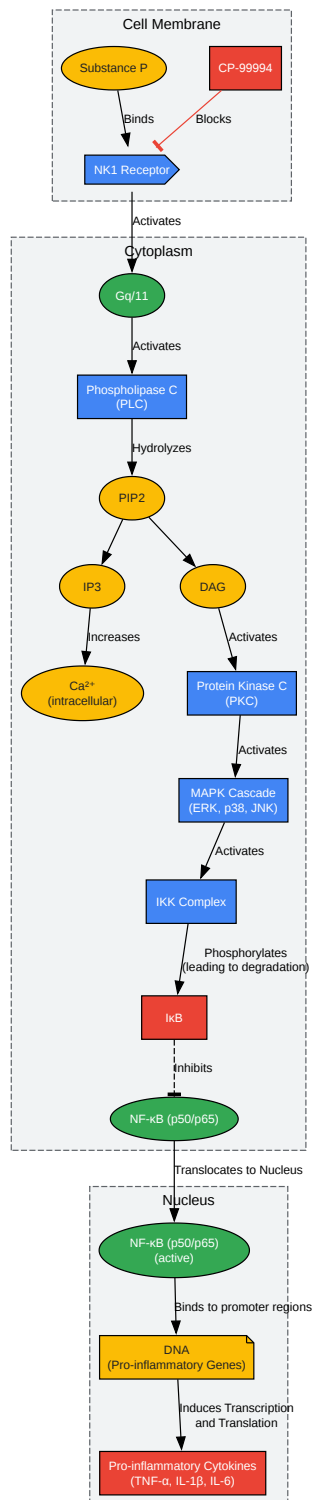 Cell Membrane
Substance P
CP-99994
Binds
Blocks
NK1 Receptor
Activates
Cytoplasm
Gq/11
Activates
Phospholipase C
(PLC)
Hydrolyzes
PIP2
IP3
DAG
Increases
Activates
Ca²⁺
(intracellular)
Protein Kinase C
(PKC)
Activates
MAPK Cascade
(ERK, p38, JNK)
Activates
IKK Complex
Phosphorylates
(leading to degradation)
IκB
Inhibits
NF-κB (p50/p65)
Translocates to Nucleus
Nucleus
NF-κB (p50/p65)
(active)
Binds to promoter regions
DNA
(Pro-inflammatory Genes)
Induces Transcription
and Translation
Pro-inflammatory Cytokines
(TNF-α, IL-1β, IL-6)